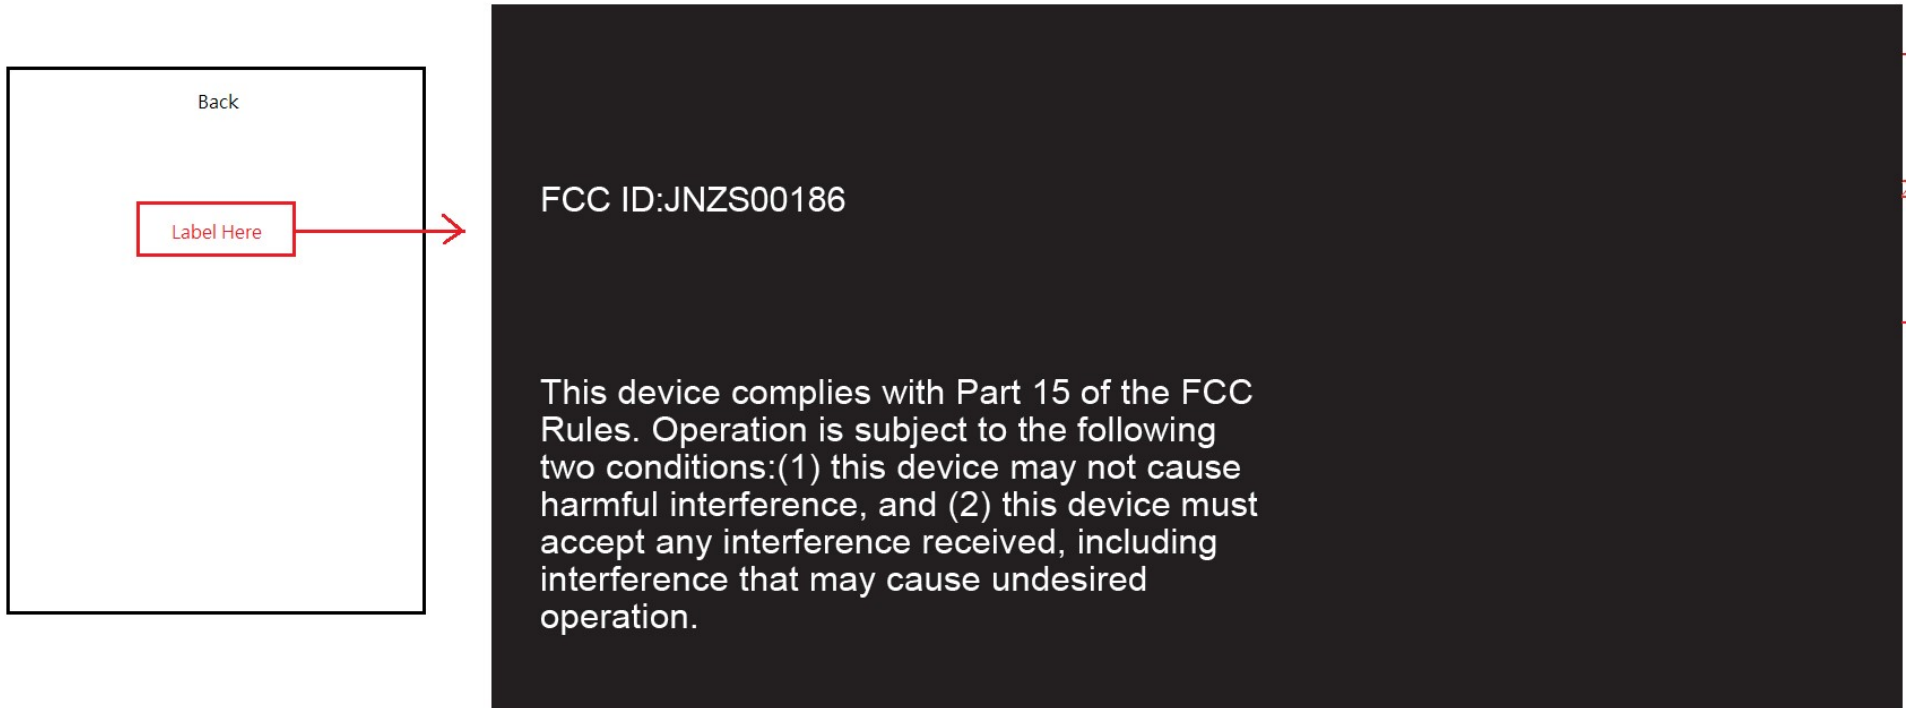 Back
Label Here
FCC ID:JNZS00186
This device complies with Part 15 of the FCC
Rules. Operation is subject to the following
two conditions:(1) this device may not cause
harmful interference, and (2) this device must
accept any interference received, including
interference that may cause undesired
operation.